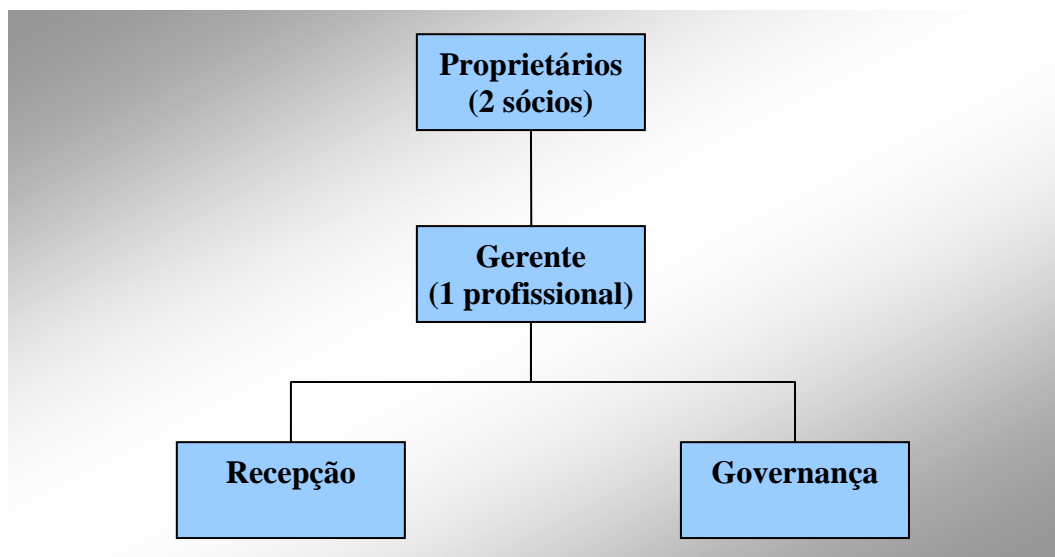 Proprietários
(2 sócios)
Gerente
(1 profissional)
Recepção
Governança